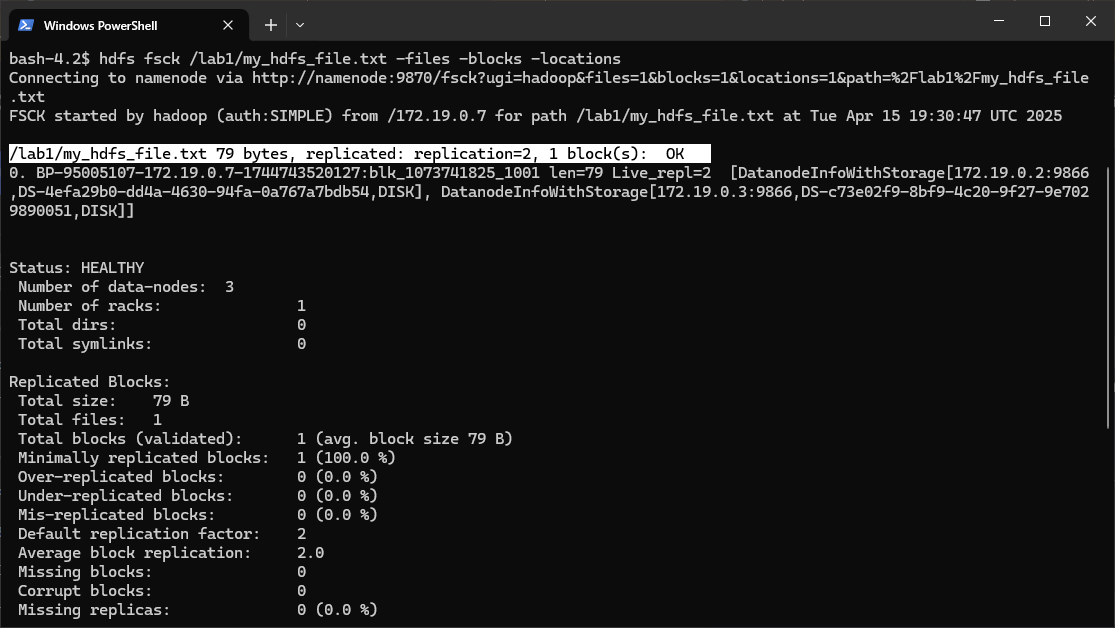 Windows PowerShell
bash-4.2$ hdfs fsck /lab1/my_hdfs_file.txt -files -blocks -locations
Connecting to namenode via http://namenode:9870/fsck?ugi=hadoop&files=1&blocks=1&locations=1&path=%2Flab1%2Fmy_hdfs_file
.txt
FSCK started by hadoop (auth:SIMPLE) from /172.19.0.7 for path /lab1/my_hdfs_file.txt at Tue Apr 15 19:30:47 UTC 2025
/lab1/my_hdfs_file.txt 79 bytes, replicated: replication=2, 1 block(s):  OK
0. BP-95005107-172.19.0.7-1744743520127:blk_1073741825_1001 len=79 Live_repl=2  [DatanodeInfoWithStorage[172.19.0.2:9866
,DS-4efa29b0-dd4a-4630-94fa-0a767a7bdb54,DISK], DatanodeInfoWithStorage[172.19.0.3:9866,DS-c73e02f9-8bf9-4c20-9f27-9e702
9890051,DISK]]
Status: HEALTHY
 Number of data-nodes:  3
 Number of racks:               1
 Total dirs:                    0
 Total symlinks:                0
Replicated Blocks:
 Total size:    79 B
 Total files:   1
 Total blocks (validated):      1 (avg. block size 79 B)
 Minimally replicated blocks:   1 (100.0 %)
 Over-replicated blocks:        0 (0.0 %)
 Under-replicated blocks:       0 (0.0 %)
 Mis-replicated blocks:         0 (0.0 %)
 Default replication factor:    2
 Average block replication:     2.0
 Missing blocks:                0
 Corrupt blocks:                0
 Missing replicas:              0 (0.0 %)